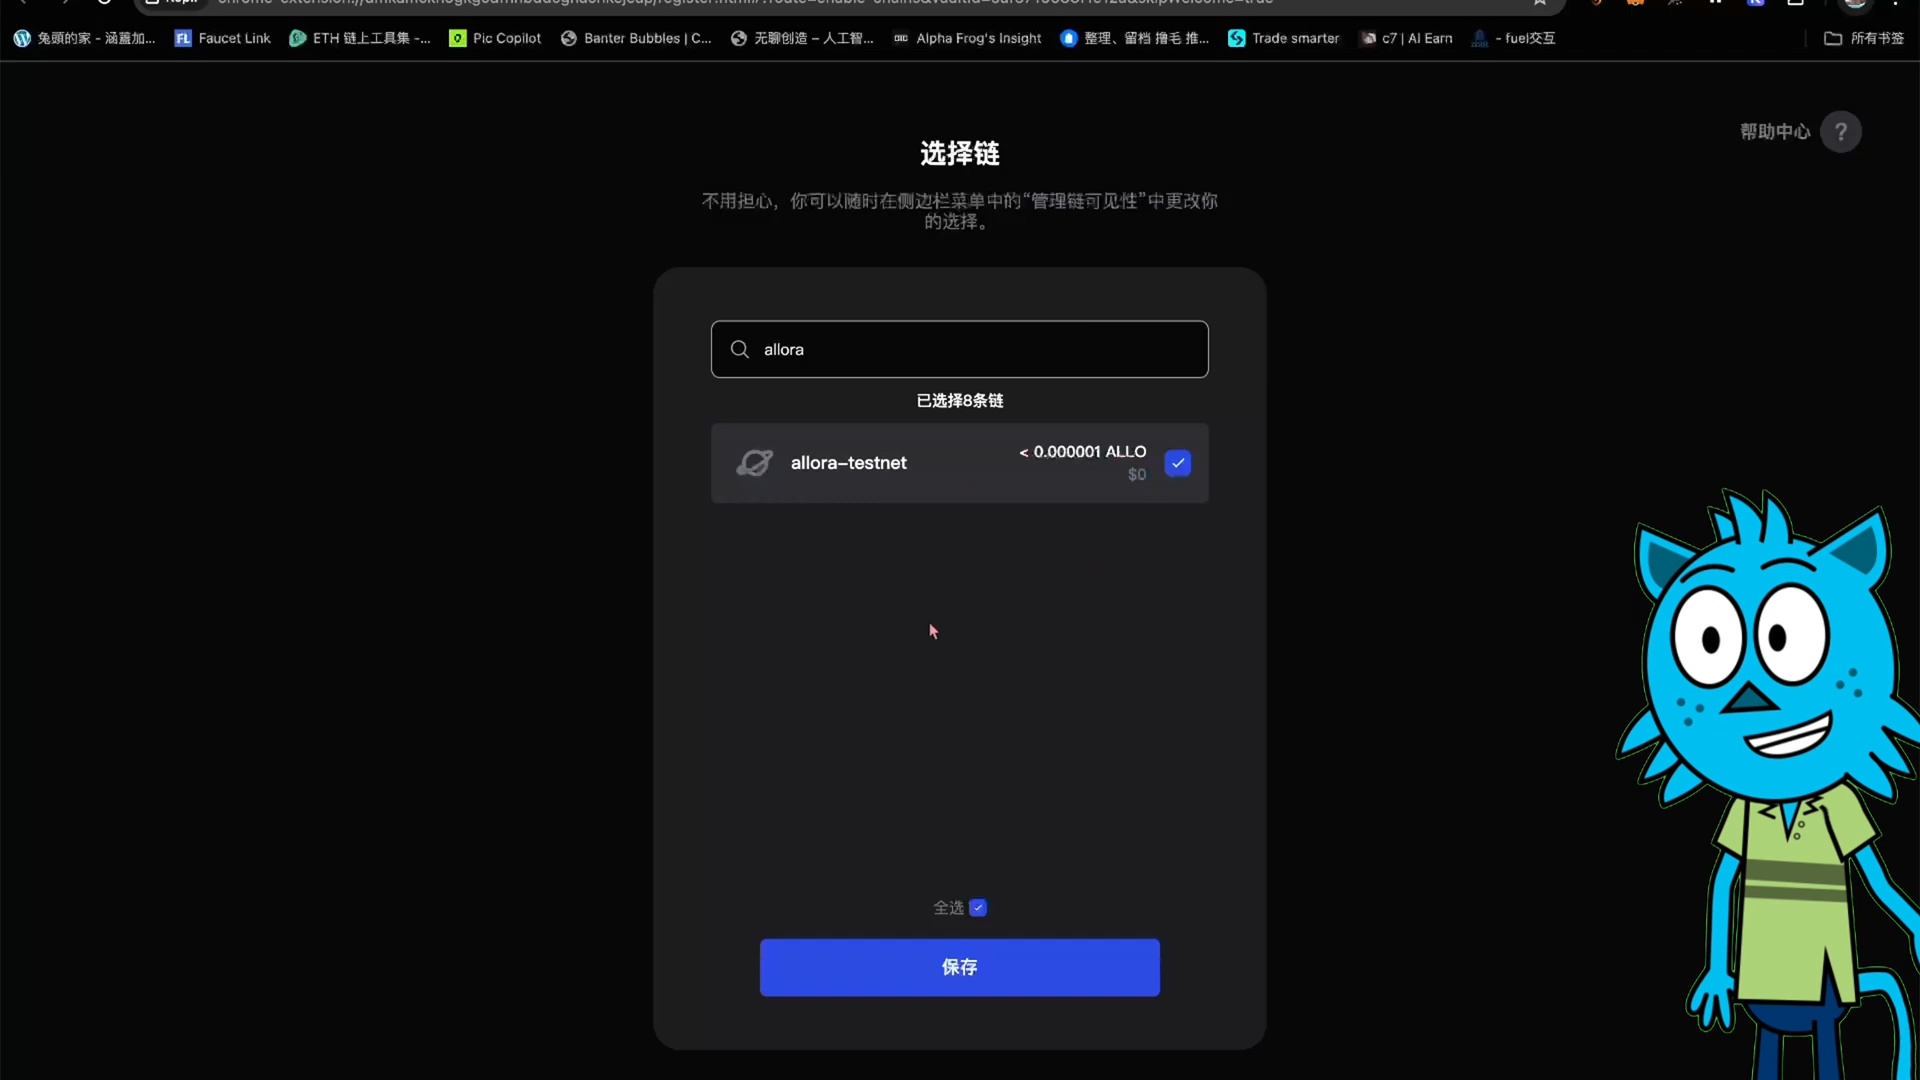 兔頭的家 - 涵蓋加...
FL Faucet Link
ETH 链上工具集 -...
Pic Copilot
Banter Bubbles | C...
无聊创造 – 人工智...
Alpha Frog's Insight
整理、留档 撸毛 推...
Trade smarter
c7 | AI Earn
- fuel交互
所有书签
帮助中心 ?
选择链
不用担心，你可以随时在侧边栏菜单中的“管理链可见性”中更改你
的选择。
allora
已选择8条链
allora-testnet
< 0.000001 ALLO
$0
全选
保存